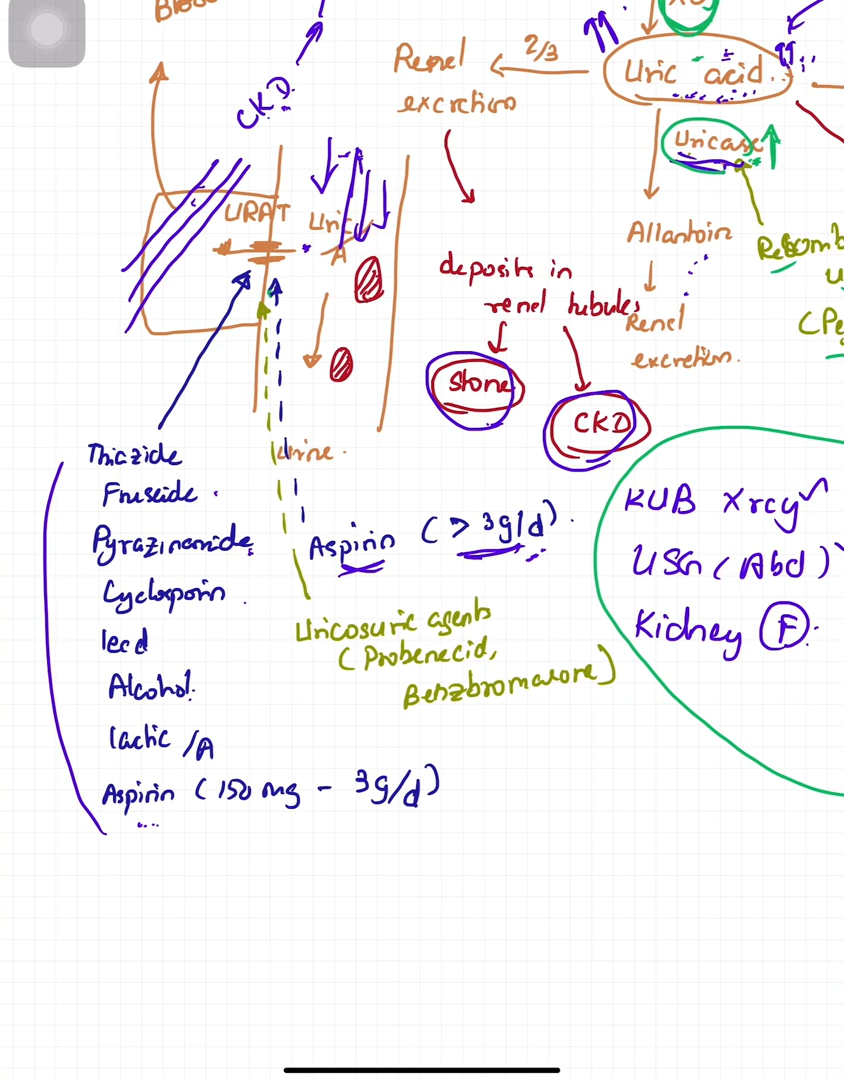 CKD
Renal
excretion
2/3
Uric acid
Uricase
URAT
Uric
A
Allantoin
Renal
excretion.
deposits in
renal tubules
Stone
CKD
Urine.
Thiazide
Pyrazinamide
Cyclosporin
lead
Alcohol
lactic /A
Aspirin (150 mg - 3g/d)
Aspirin (> 3g/d).
Uricosuric agents
(Probenecid,
Benzbromarone)
KUB Xray
USG (Abd)
Kidney F
(Pe